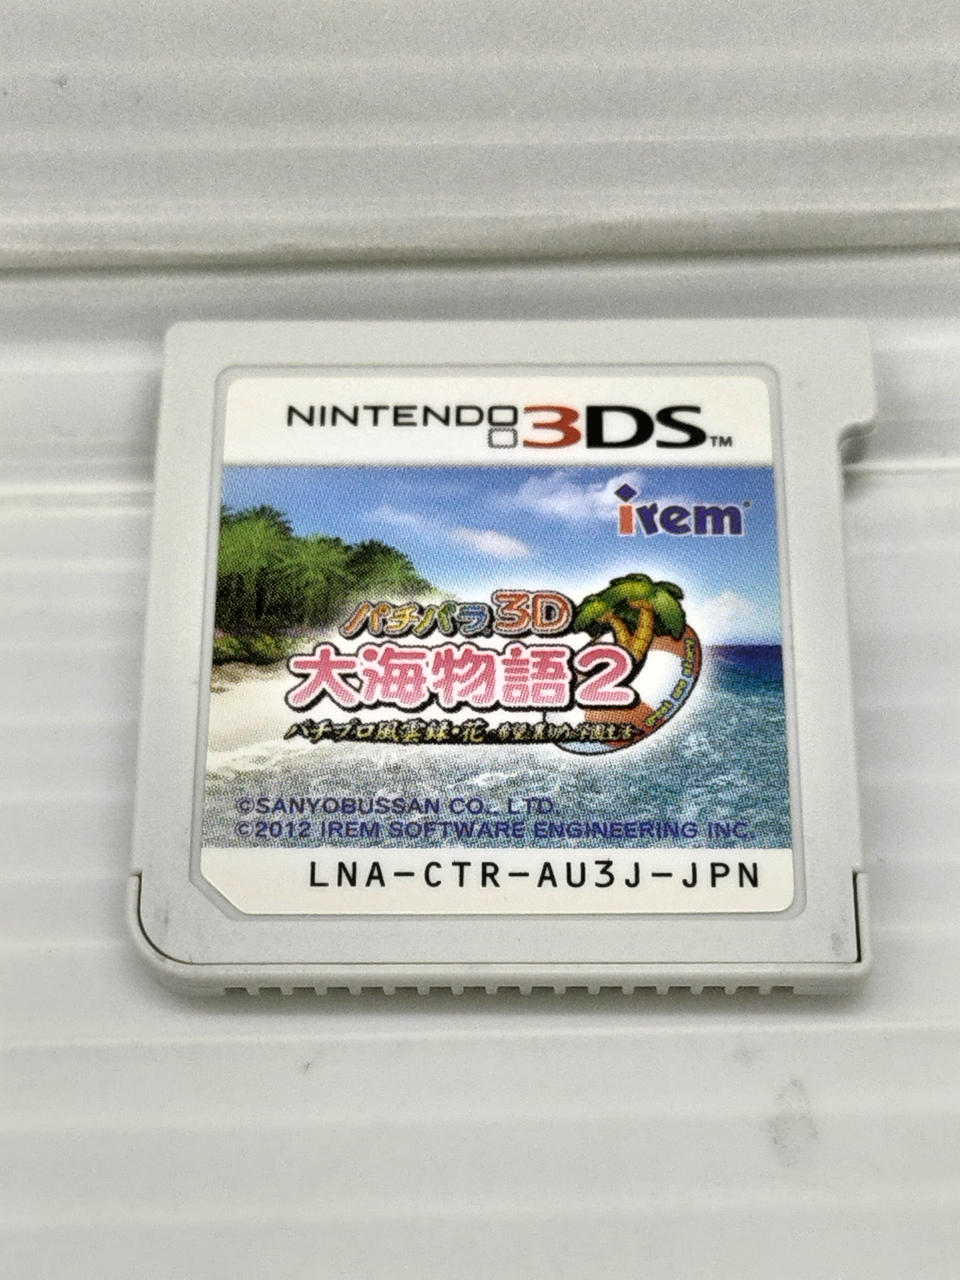 NINTENDO 3DS™
irem
パチパラ3D
大海物語2
パチプロ風雲録・花
©SANYOBUSSAN CO., LTD.
©2012 IREM SOFTWARE ENGINEERING INC.
LNA-CTR-AU3J-JPN